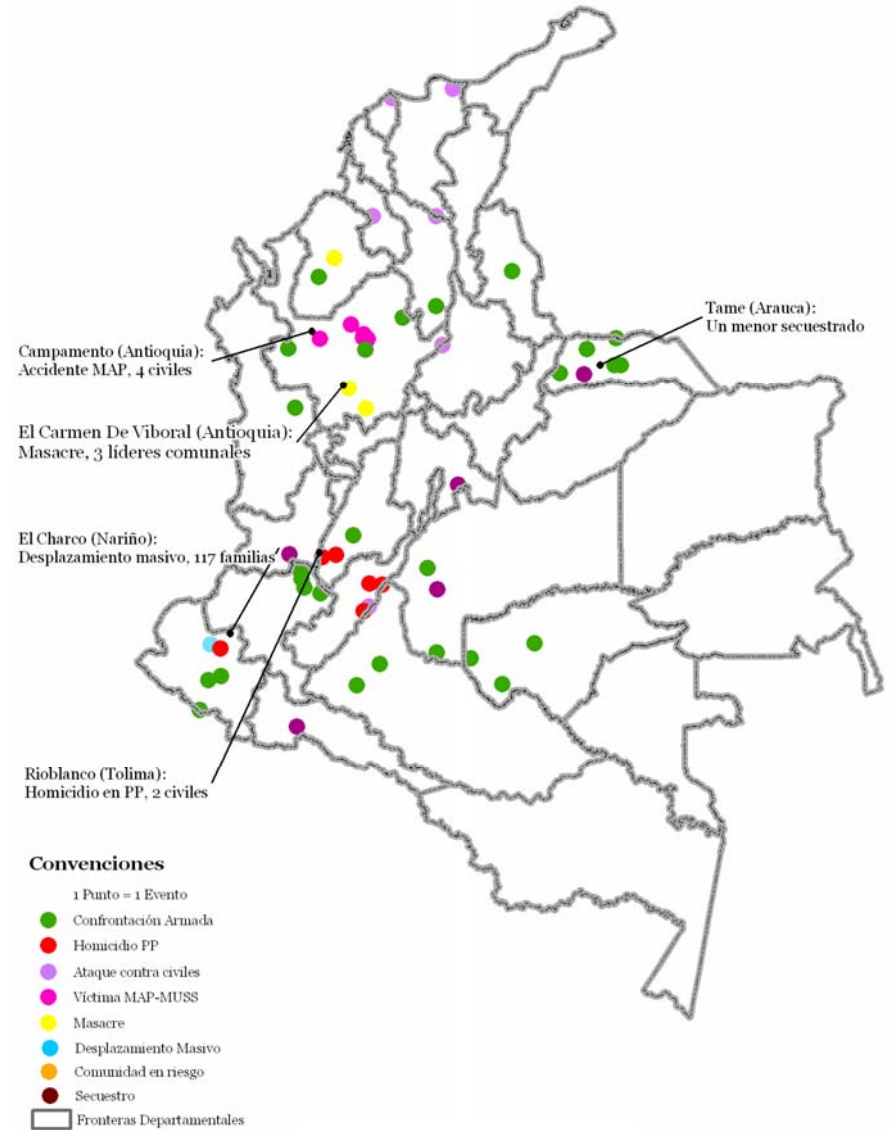 Tame (Arauca):
Un menor secuestrado
Campamento (Antioquia):
Accidente MAP, 4 civiles
El Carmen De Viboral (Antioquia):
Masacre, 3 líderes comunales
El Charco (Nariño):
Desplazamiento masivo, 117 familias
Rioblanco (Tolima):
Homicidio en PP, 2 civiles
Convenciones
1 Punto = 1 Evento
Confrontación Armada
Homicidio PP
Ataque contra civiles
Víctima MAP-MUSS
Masacre
Desplazamiento Masivo
Comunidad en riesgo
Secuestro
Fronteras Departamentales